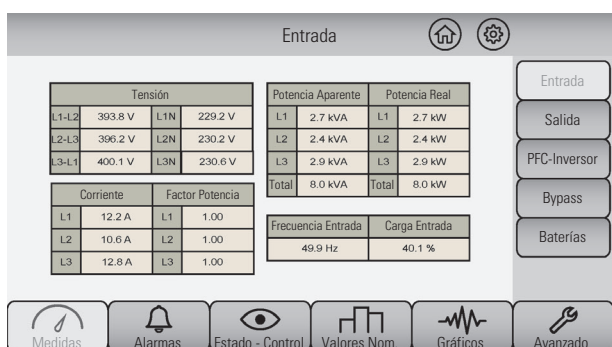 Entrada
Tensión
L1-L2 393.8 V L1N 229.2 V
L2-L3 396.2 V L2N 230.2 V
L3-L1 400.1 V L3N 230.6 V
Corriente Factor Potencia
L1 12.2 A L1 1.00
L2 10.6 A L2 1.00
L3 12.8 A L3 1.00
Potencia Aparente Potencia Real
L1 2.7 kVA L1 2.7 kW
L2 2.4 kVA L2 2.4 kW
L3 2.9 kVA L3 2.9 kW
Total 8.0 kVA Total 8.0 kW
Frecuencia Entrada Carga Entrada
49.9 Hz 40.1 %
Entrada
Salida
PFC-Inversor
Bypass
Baterías
Medidas Alarmas Estado - Control Valores Nom. Gráficos Avanzado